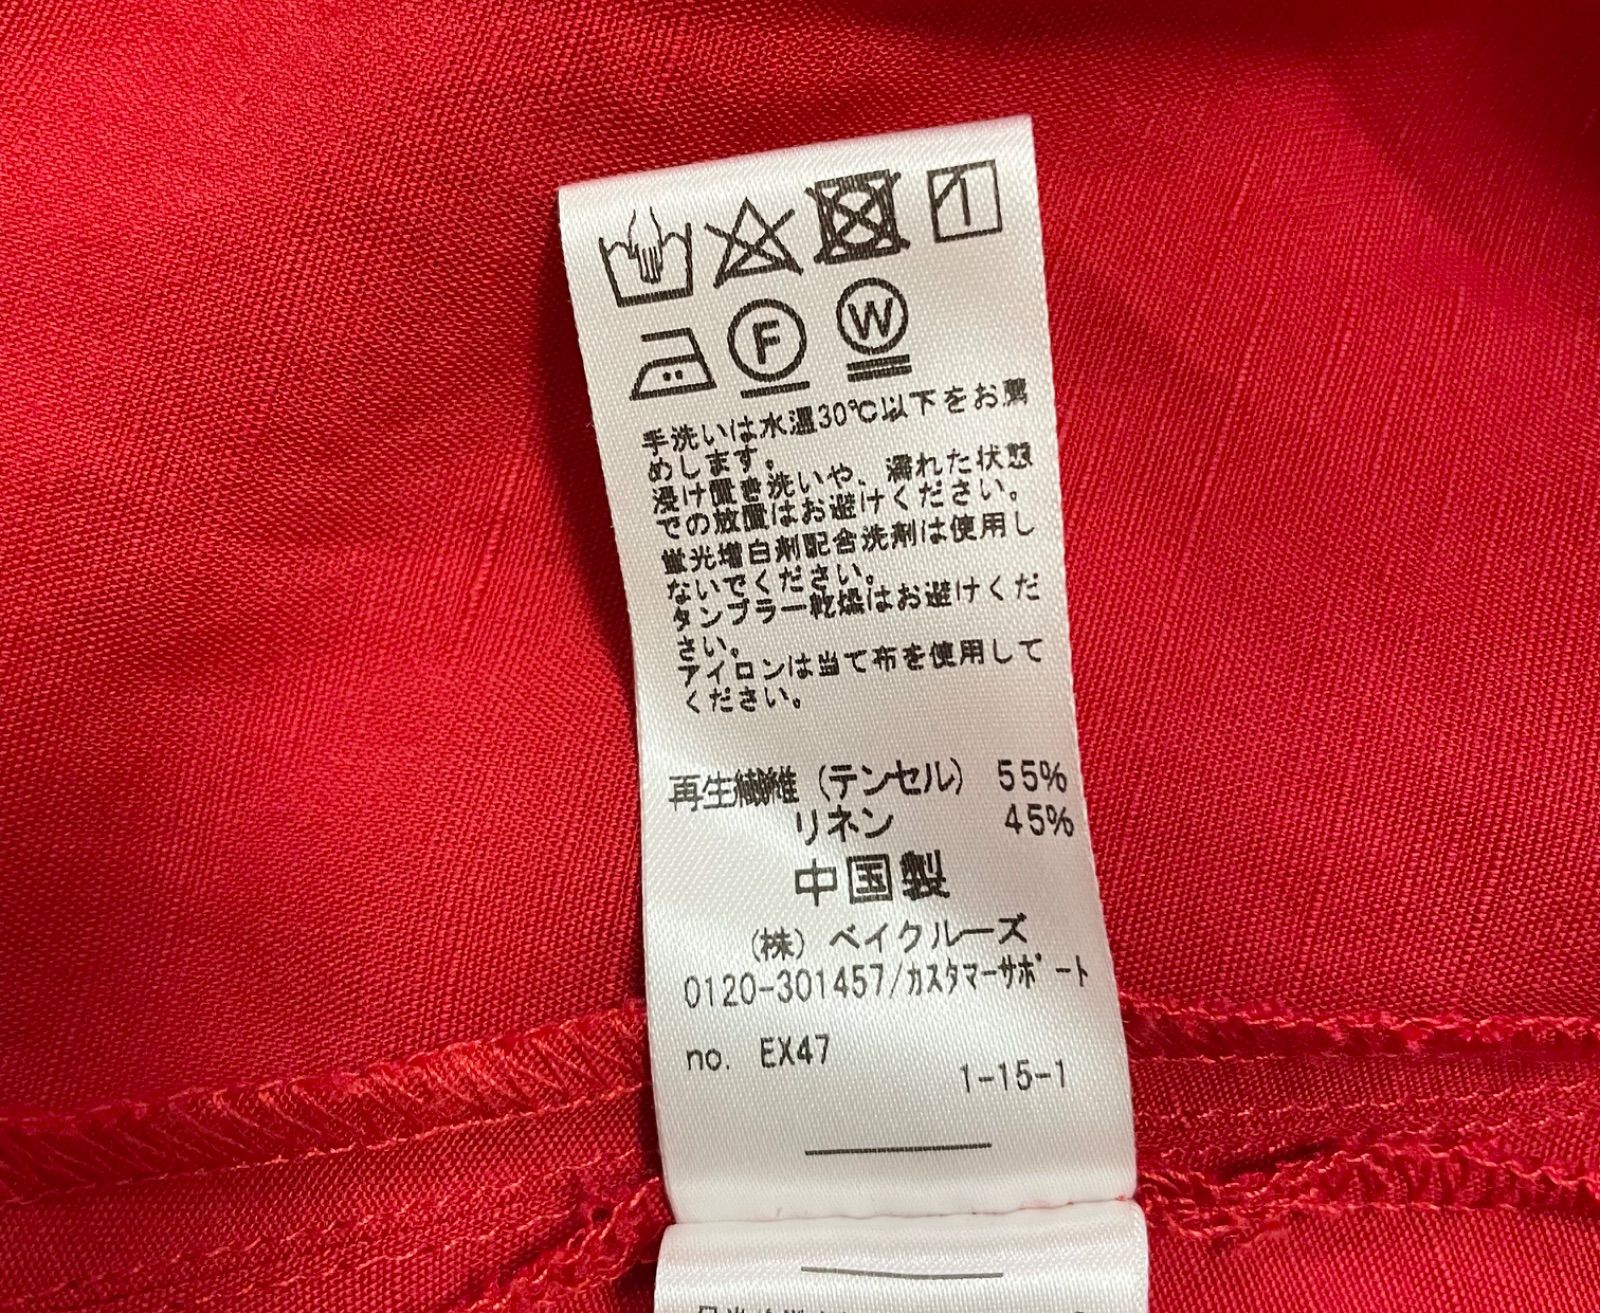 F W
手洗いは水温30℃以下をお薦
めします。
浸け置き洗いや、濡れた状態
での放置はお避けください。
蛍光増白剤配合洗剤は使用し
ないでください。
タンブラー乾燥はお避けくだ
さい。
アイロンは当て布を使用して
ください。
再生繊維 (テンセル) 55%
リネン 45%
中国製
(株) ベイクルーズ
0120-301457/カスタマーサポート
no. EX47
1-15-1